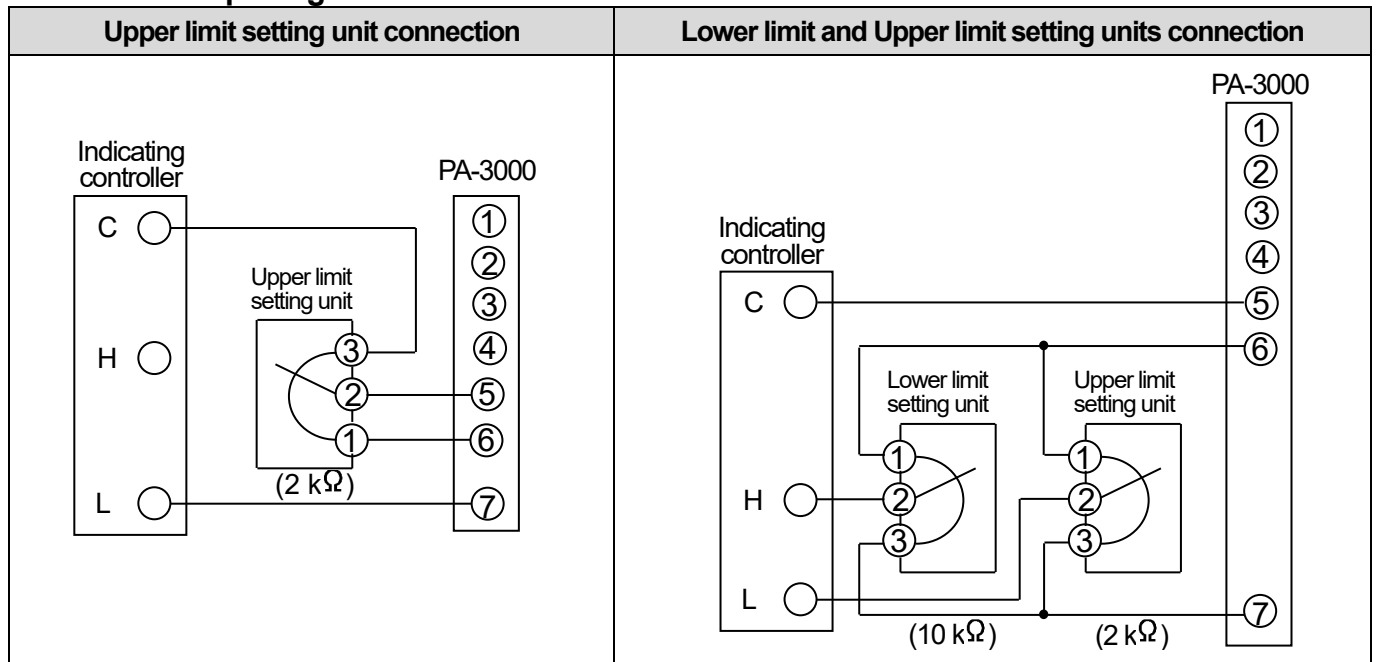 Upper limit setting unit connection
Lower limit and Upper limit setting units connection
Indicating
controller
PA-3000
C
H
L
Upper limit
setting unit
③
②
①
(2 kΩ)
①
②
③
④
⑤
⑥
⑦
PA-3000
①
②
③
④
⑤
⑥
⑦
Indicating
controller
C
H
L
Lower limit
setting unit
①
②
③
(10 kΩ)
Upper limit
setting unit
①
②
③
(2 kΩ)